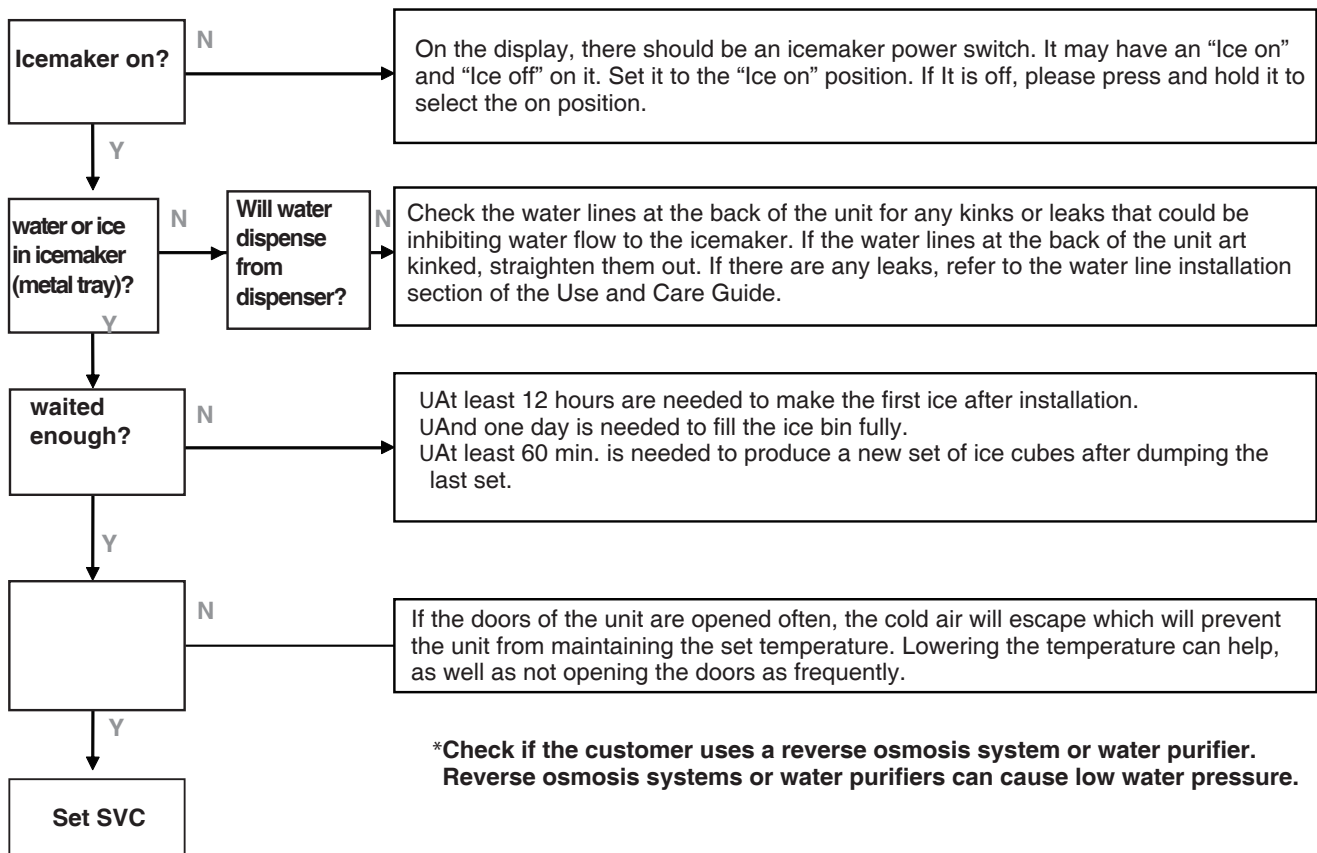 Icemaker on?
N
On the display, there should be an icemaker power switch. It may have an “Ice on”
and “Ice off” on it. Set it to the “Ice on” position. If It is off, please press and hold it to
select the on position.
Y
water or ice
in icemaker
(metal tray)?
N
Will water
dispense
from
dispenser?
N
Check the water lines at the back of the unit for any kinks or leaks that could be
inhibiting water flow to the icemaker. If the water lines at the back of the unit art
kinked, straighten them out. If there are any leaks, refer to the water line installation
section of the Use and Care Guide.
Y
waited
enough?
N
UAt least 12 hours are needed to make the first ice after installation.
UAnd one day is needed to fill the ice bin fully.
UAt least 60 min. is needed to produce a new set of ice cubes after dumping the
last set.
Y
N
If the doors of the unit are opened often, the cold air will escape which will prevent
the unit from maintaining the set temperature. Lowering the temperature can help,
as well as not opening the doors as frequently.
Y
*Check if the customer uses a reverse osmosis system or water purifier.
Reverse osmosis systems or water purifiers can cause low water pressure.
Set SVC